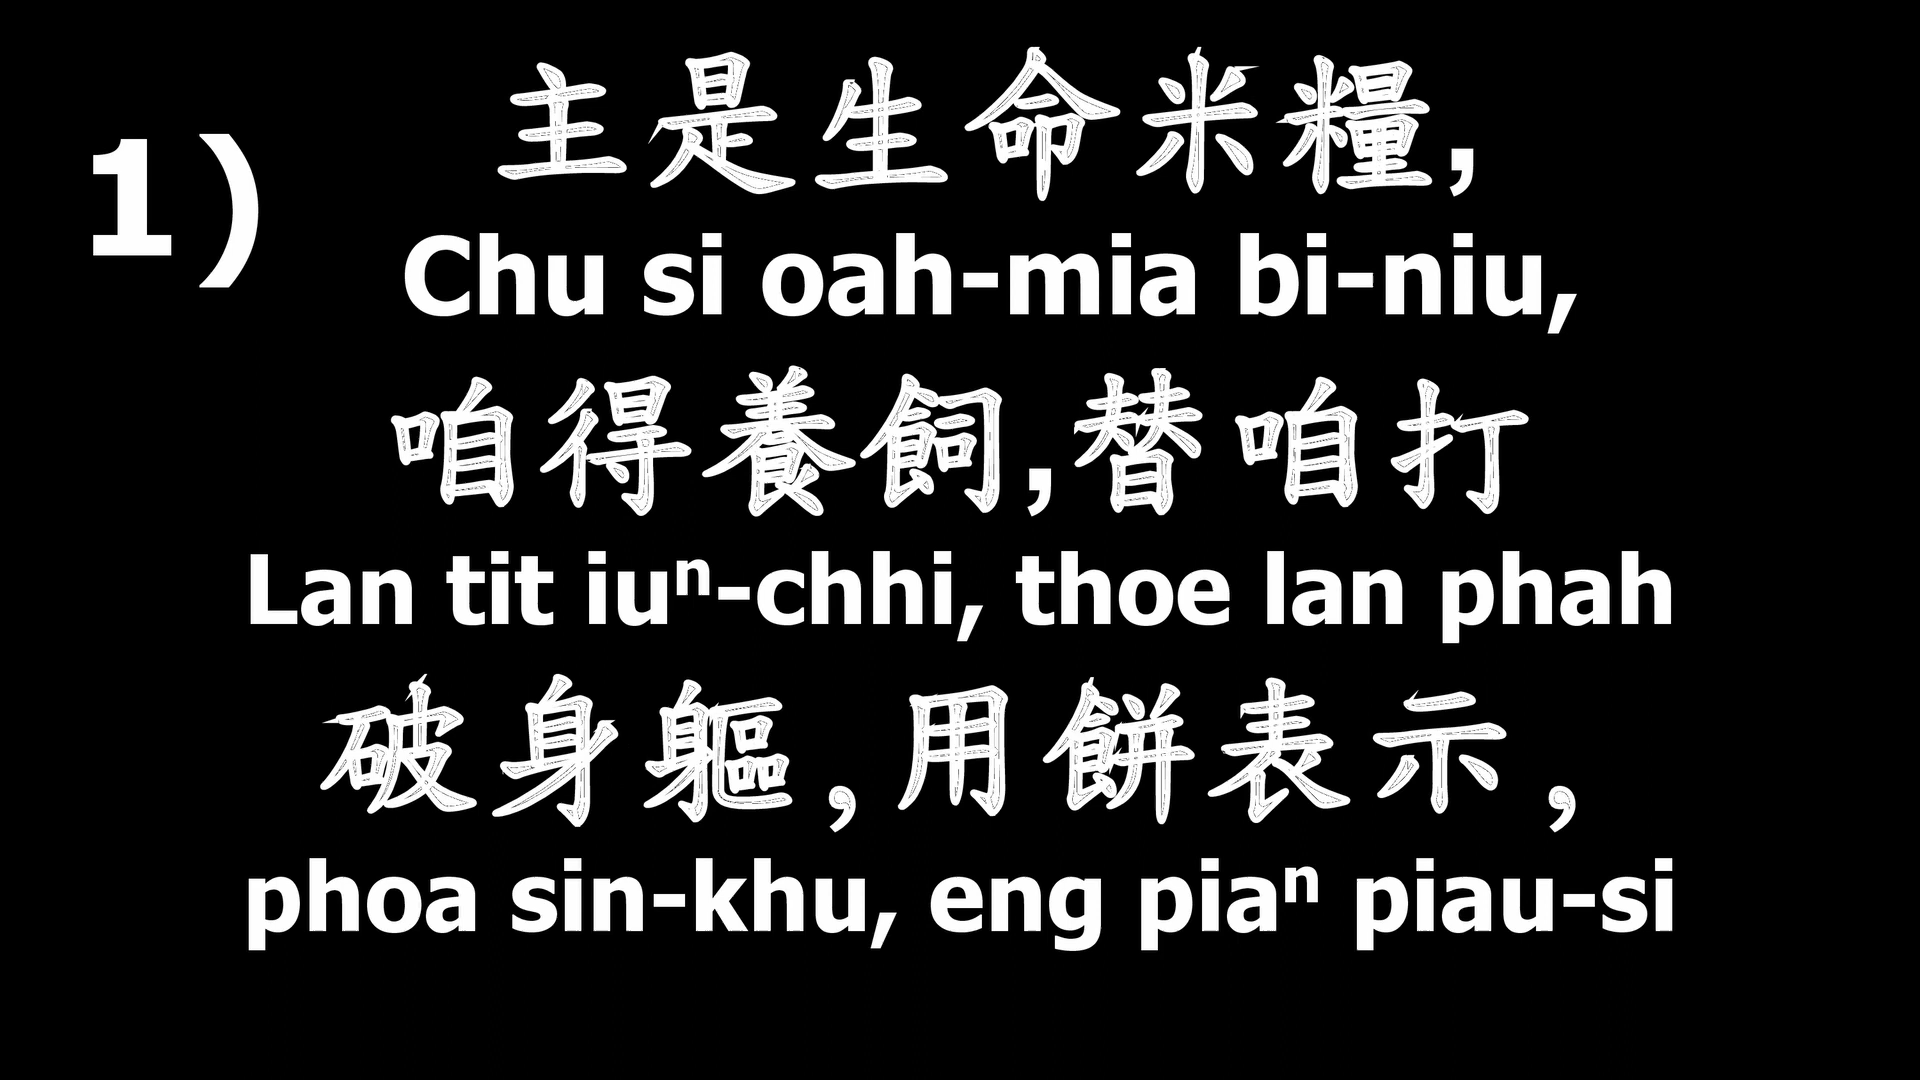 1)
主是生命米糧,
Chu si oah-mia bi-niu,
咱得養飼,替咱打
Lan tit iuⁿ-chhi, thoe lan phah
破身軀,用餅表示,
phoa sin-khu, eng piaⁿ piau-si